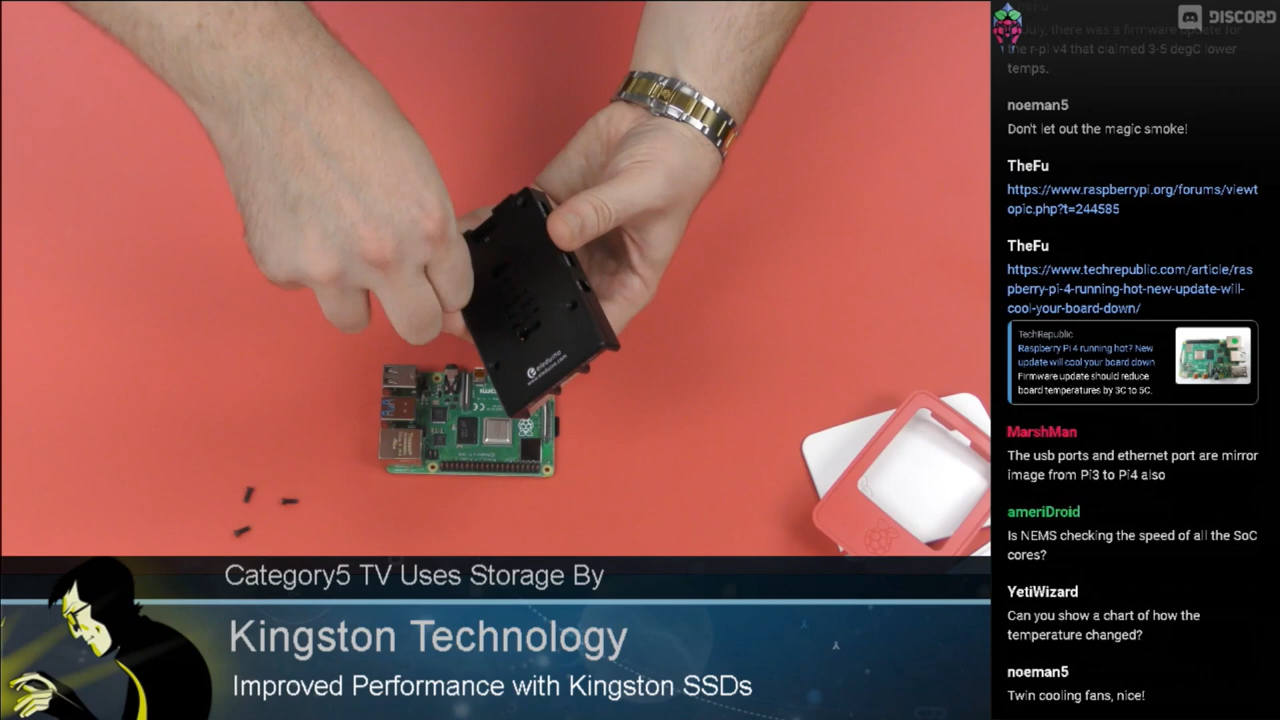 DISCORD
July, there was a firmware update for
the r-pi v4 that claimed 3-5 degC lower
temps.
noeman5
Don't let out the magic smoke!
TheFu
https://www.raspberrypi.org/forums/viewt
opic.php?t=244585
TheFu
https://www.techrepublic.com/article/ras
pberry-pi-4-running-hot-new-update-will-
cool-your-board-down/
TechRepublic
Raspberry Pi 4 running hot? New
update will cool your board down
Firmware update should reduce
board temperatures by 3C to 5C.
MarshMan
The usb ports and ethernet port are mirror
image from Pi3 to Pi4 also
ameriDroid
Is NEMS checking the speed of all the SoC
cores?
YetiWizard
Can you show a chart of how the
temperature changed?
noeman5
Twin cooling fans, nice!
eleduino
www.eleduino.com
Category5 TV Uses Storage By
Kingston Technology
Improved Performance with Kingston SSDs